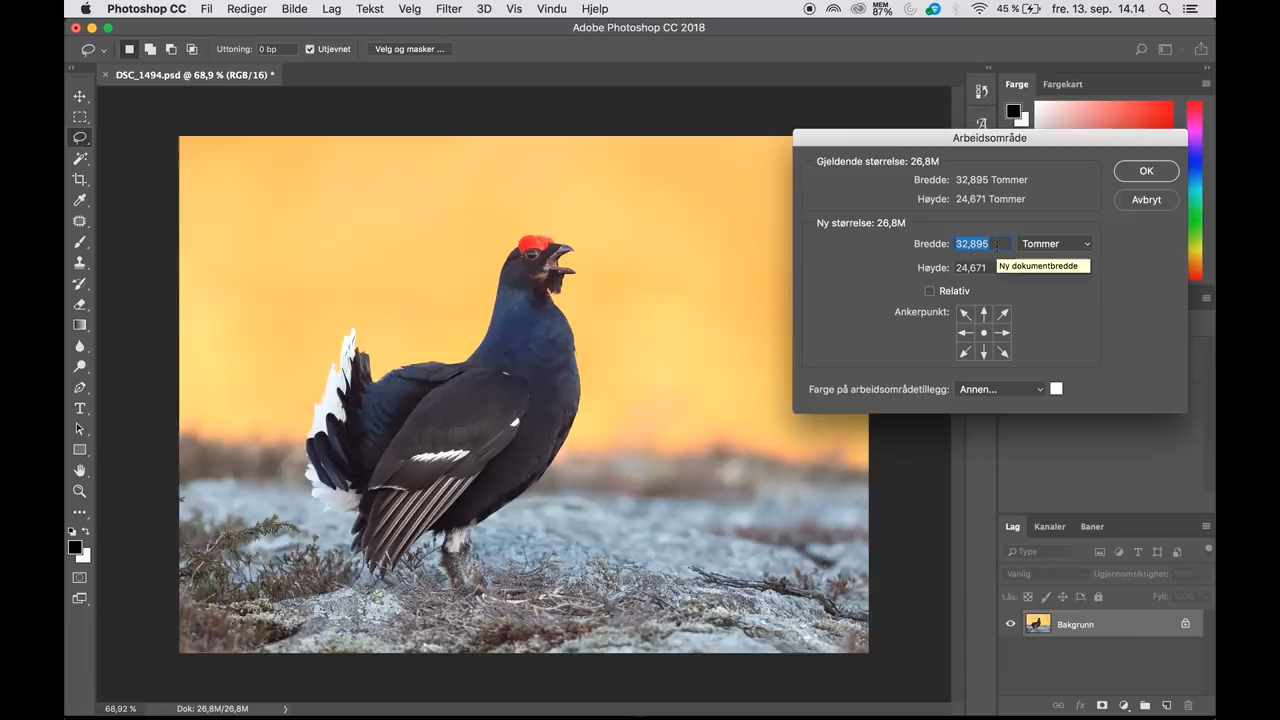 Photoshop CC Fil Rediger Bilde Lag Tekst Velg Filter 3D Vis Vindu Hjelp MEM 87% 45 % fre. 13. sep. 14.14
Adobe Photoshop CC 2018
Uttoning: 0 bp Utjevnet Velg og masker ...
DSC_1494.psd @ 68,9 % (RGB/16) *
Farge Fargekart
Arbeidsområde
Gjeldende størrelse: 26,8M
OK
Bredde: 32,895 Tommer
Høyde: 24,671 Tommer
Avbryt
Ny størrelse: 26,8M
Bredde: 32,895 Tommer
Høyde: 24,671
Ny dokumentbredde
Relativ
Ankerpunkt:
Farge på arbeidsområdetillegg: Annen...
Lag Kanaler Baner
Type
Vanlig Ugjennomsiktighet: 100%
Lås: Fyll: 100%
Bakgrunn
68,92 % Dok: 26,8M/26,8M